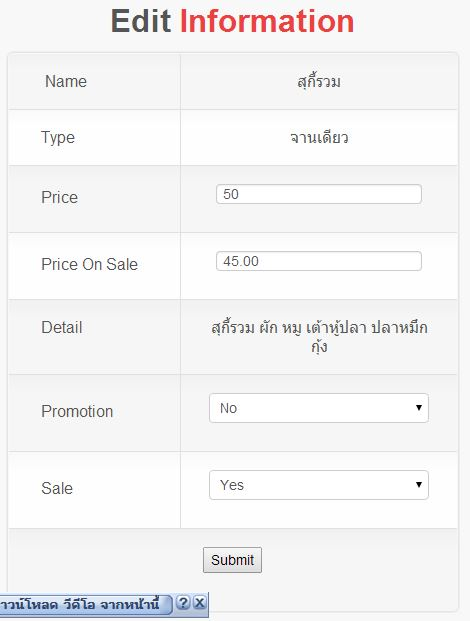 Edit Information
Name
สุกี้รวม
Type
จานเดียว
Price
50
Price On Sale
45.00
Detail
สุกี้รวม ผัก หมู เต้าหู้ปลา ปลาหมึก
กุ้ง
Promotion
No
Sale
Yes
Submit
าวน์โหลด วีดีโอ จากหน้านี้ ? X